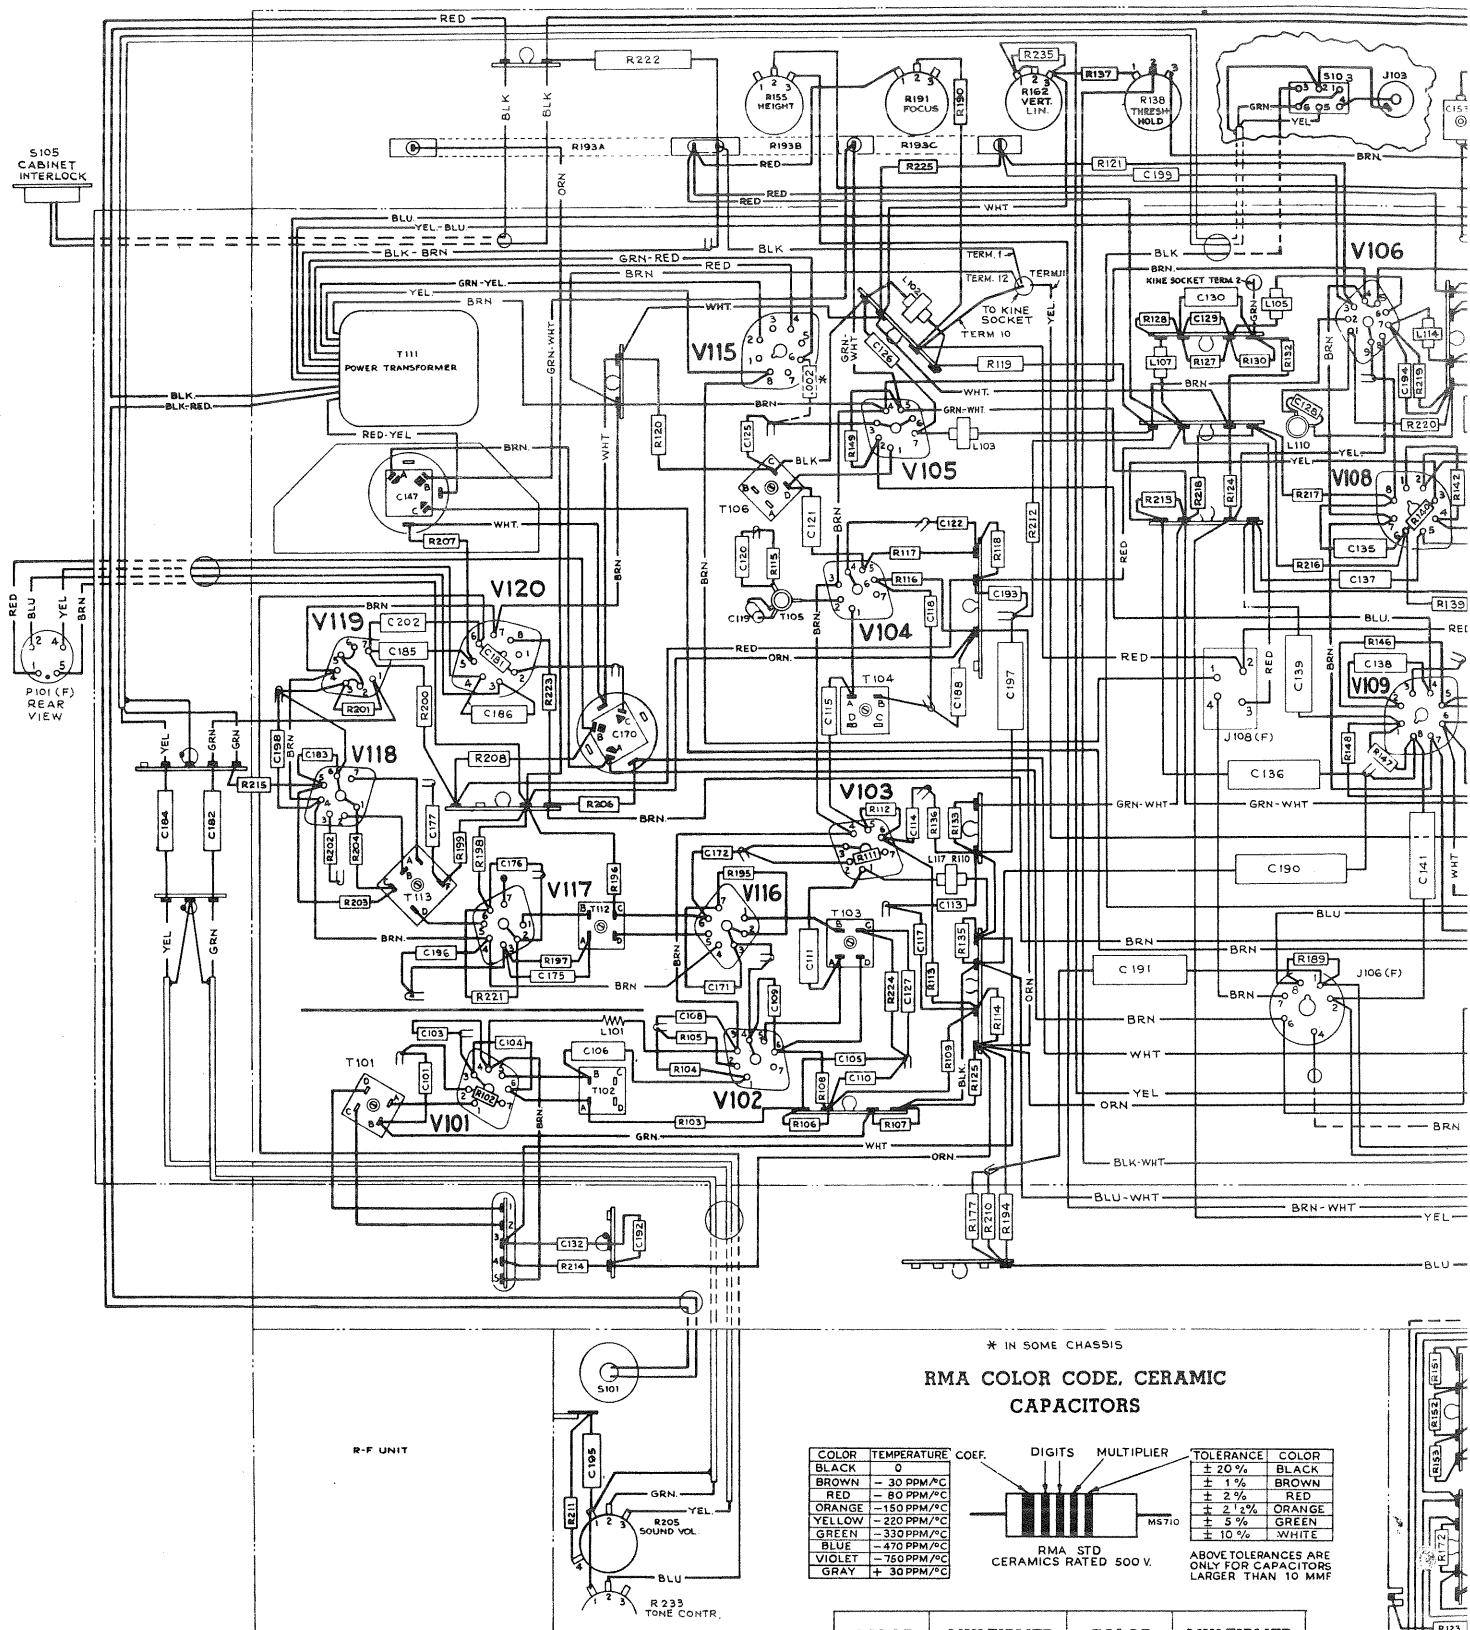 RED
R222
BLK
BLK
R155
HEIGHT
R191
FOCUS
R190
R235
R162
VERT.
LIN.
R137
R138
THRESH
HOLD
S103
J103
GRN
YEL
S105
CABINET
INTERLOCK
R193A
R193B
R193C
RED
R225
R121
C199
BRN.
ORN
RED
RED
WHT
BLU
YEL-BLU
BLK-BRN
GRN-RED
RED
BRN
BLK
TERM. 1
TERM. 12
TERM. 11
TO KINE
SOCKET
TERM 10
BLK
BRN.
KINE SOCKET TERM 2
V106
GRN-YEL.
YEL.
BRN
WHT.
YEL.
C130
L105
GRN
R128
C129
L107
R127
R130
R132
L114
T111
POWER TRANSFORMER
GRN-WHT
V115
.002
*
GRN-WHT
L102
C126
R119
WHT.
BRN
BRN
C194
R219
BLK
BLK-RED
BRN
GRN-WHT.
L103
C128
L110
R220
RED-YEL
BRN.
WHT
R120
C125
R149
BLK
V105
T106
YEL
YEL
V108
C147
C121
C122
R118
R212
R213
R218
R124
R217
R140
R142
WHT.
R207
C120
R115
R117
R116
C118
C193
C135
R216
C137
R139
RED
BLU
YEL
BRN
BRN
BRN
RED
P101(F)
REAR
VIEW
V119
V120
C202
C185
C181
C186
R201
R200
R223
C119
T105
V104
BRN
RED
ORN.
T104
C115
C188
C197
RED
RED
BLU.
R146
C138
V109
C139
BRN
RED
J108(F)
C170
YEL
GRN
GRN
C198
BRN
C183
V118
R208
R215
R206
BRN.
C184
C182
R202
R204
C177
R199
R198
V103
R112
R111
C114
R136
R133
GRN-WHT
GRN-WHT
C136
R148
R147
C141
WHT
C190
C176
V117
R196
C172
R195
V116
L117
R110
C113
T113
R203
T112
T103
YEL
GRN
BRN.
C196
R197
C175
R221
BRN
BRN
C171
C111
R224
C127
C117
R113
R135
BLU
BRN
BRN
C191
R189
J106(F)
BRN
BRN
C109
R114
ORN
L101
C108
R105
R104
C103
C104
C106
T101
C101
V101
R102
T102
V102
C105
C110
R108
R109
BLK
R125
WHT
YEL
ORN
BRN
R103
GRN.
R106
R107
WHT
ORN.
BLK-WHT
BLU-WHT
BRN-WHT
YEL
R177
R210
R194
C132
C192
R214
BLU
* IN SOME CHASSIS
RMA COLOR CODE, CERAMIC
CAPACITORS
S101
R-F UNIT
C195
R211
GRN.
YEL.
R205
SOUND VOL.
BLU
R233
TONE CONTR.
R151
R152
R153
R172
R123
COLOR TEMPERATURE COEF. DIGITS MULTIPLIER TOLERANCE COLOR
BLACK 0 ± 20 % BLACK
BROWN - 30 PPM/°C ± 1 % BROWN
RED - 80 PPM/°C ± 2 % RED
ORANGE -150 PPM/°C ± 2 1/2% ORANGE
YELLOW -220 PPM/°C ± 5 % GREEN
GREEN -330 PPM/°C ± 10 % WHITE
BLUE -470 PPM/°C
VIOLET -750 PPM/°C
GRAY + 30 PPM/°C
MS710
RMA STD
CERAMICS RATED 500 V.
ABOVE TOLERANCES ARE
ONLY FOR CAPACITORS
LARGER THAN 10 MMF